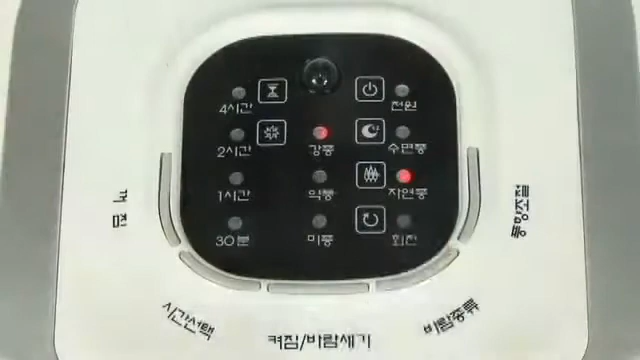 4시간
전원
2시간
강풍
수면풍
1시간
약풍
자연풍
30분
미풍
회전
꺼짐
풍향조절
시간선택
켜짐/바람세기
바람종류